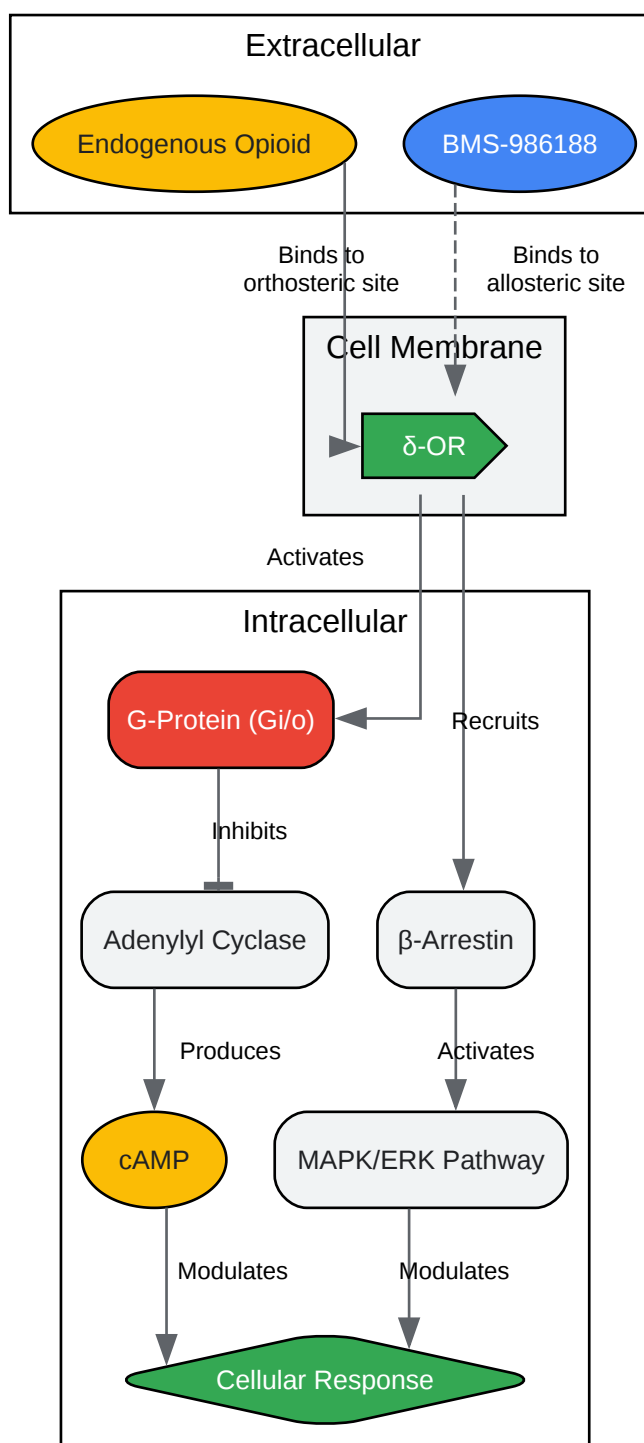 Extracellular
Endogenous Opioid
BMS-986188
Binds to
orthosteric site
Binds to
allosteric site
Cell Membrane
δ-OR
Activates
Intracellular
G-Protein (Gi/o)
Recruits
Inhibits
Adenylyl Cyclase
β-Arrestin
Produces
Activates
cAMP
MAPK/ERK Pathway
Modulates
Modulates
Cellular Response